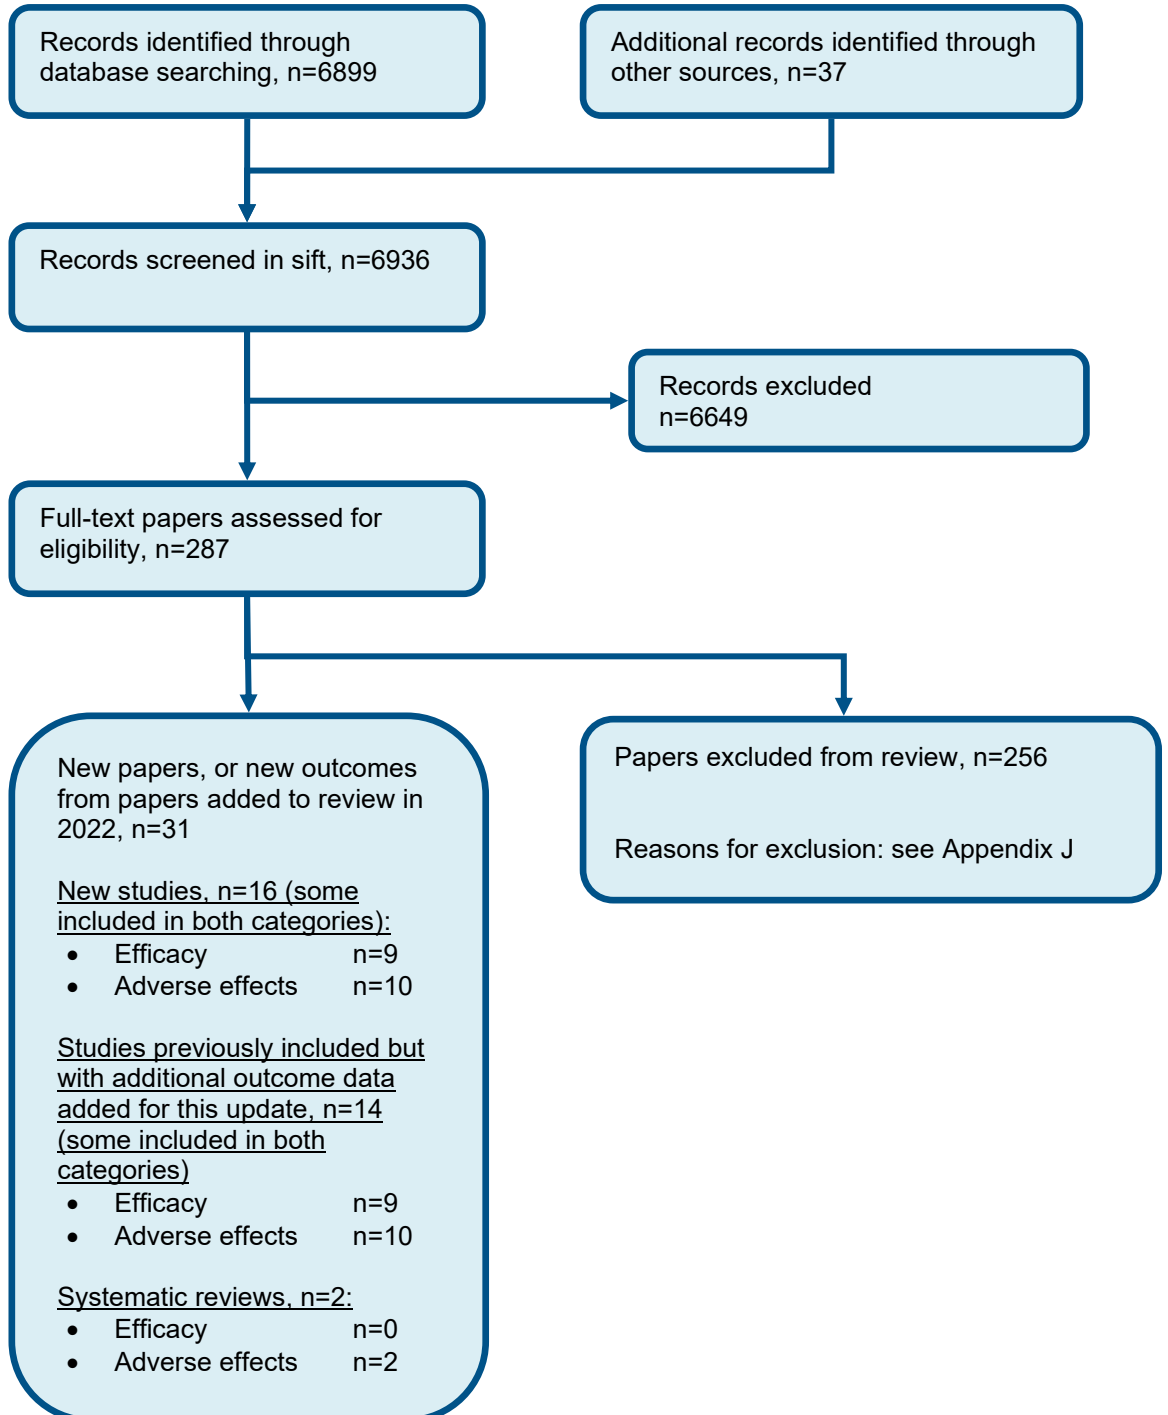 Records identified through
database searching, n=6899
Additional records identified through
other sources, n=37
Records screened in sift, n=6936
Records excluded
n=6649
Full-text papers assessed for
eligibility, n=287
New papers, or new outcomes
from papers added to review in
2022, n=31
New studies, n=16 (some
included in both categories):
• Efficacy n=9
• Adverse effects n=10
Studies previously included but
with additional outcome data
added for this update, n=14
(some included in both
categories)
• Efficacy n=9
• Adverse effects n=10
Systematic reviews, n=2:
• Efficacy n=0
• Adverse effects n=2
Papers excluded from review, n=256
Reasons for exclusion: see Appendix J